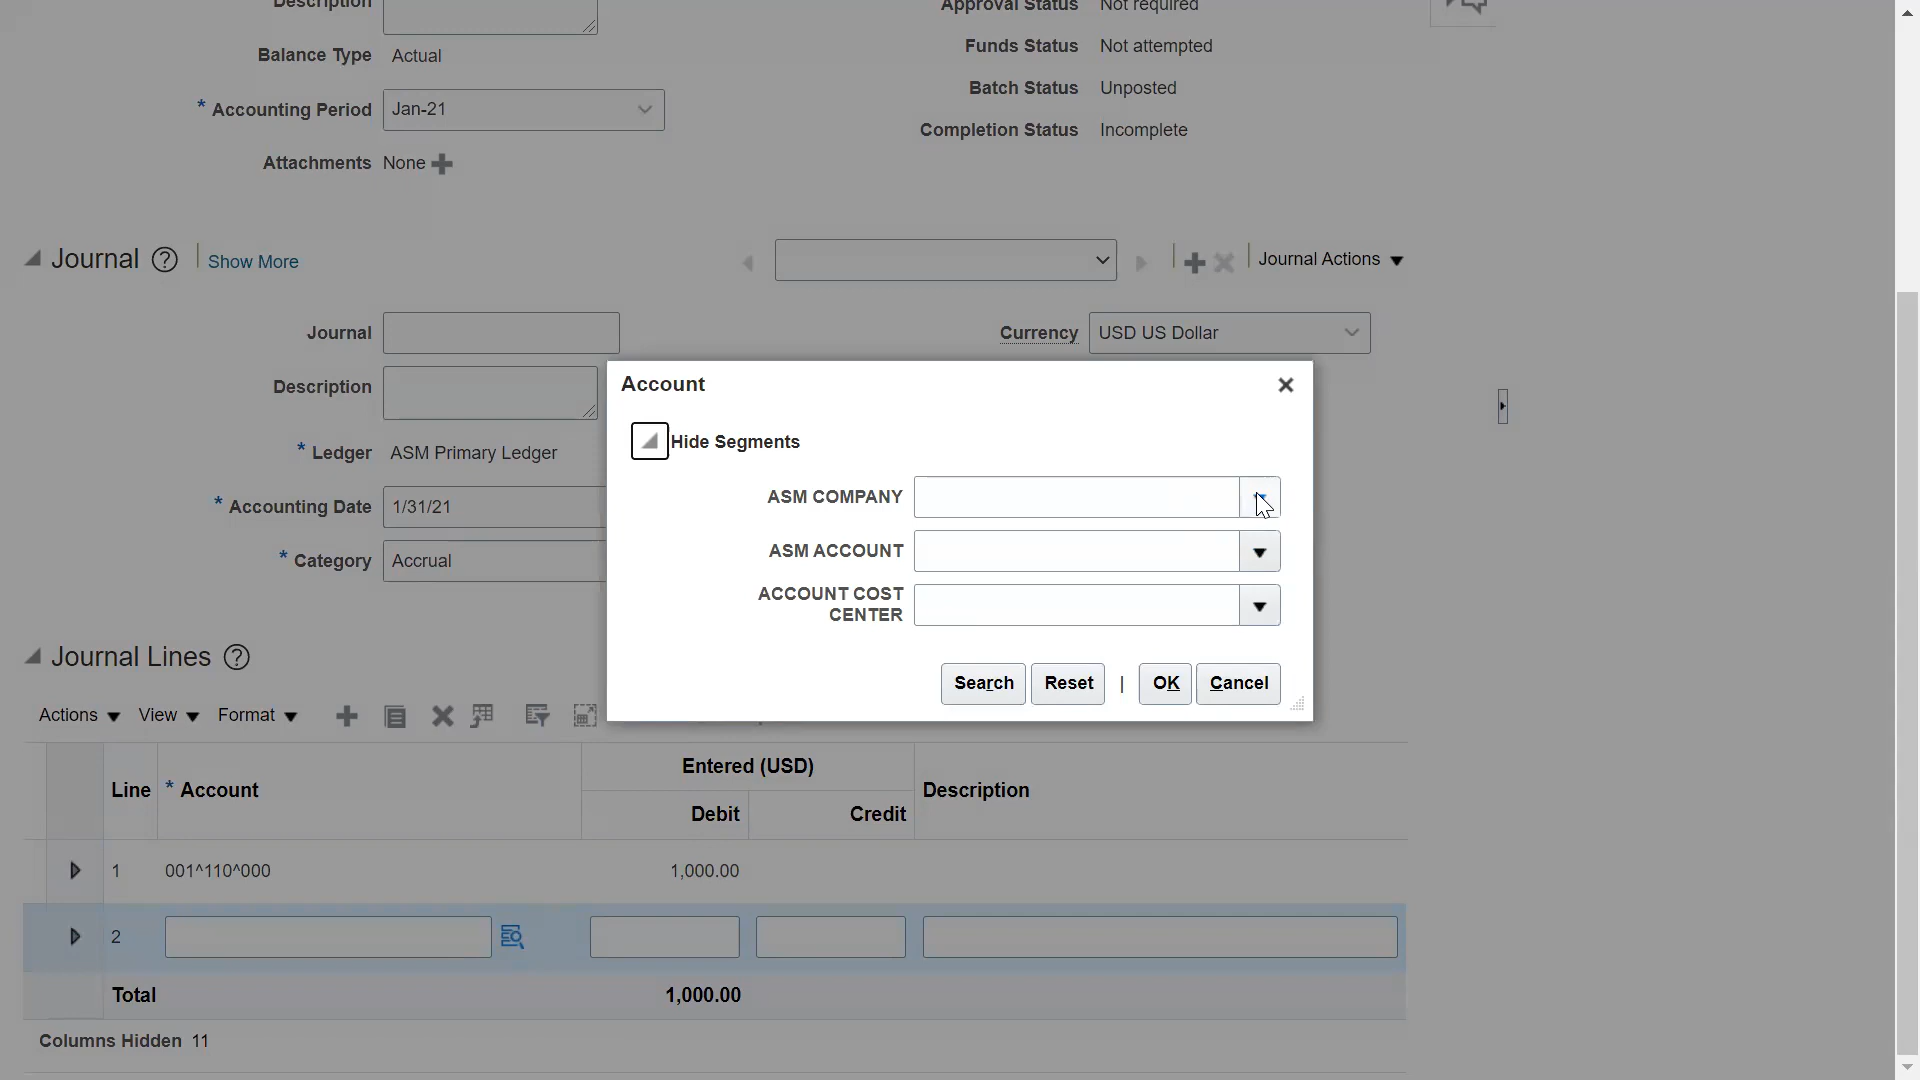 Description
Approval Status Not required
Balance Type Actual
Funds Status Not attempted
* Accounting Period Jan-21
Batch Status Unposted
Completion Status Incomplete
Attachments None
Journal ? Show More
Journal Actions
Journal
Currency USD US Dollar
Description
* Ledger ASM Primary Ledger
* Accounting Date 1/31/21
* Category Accrual
Account
Hide Segments
ASM COMPANY
ASM ACCOUNT
ACCOUNT COST
CENTER
Search Reset | OK Cancel
Journal Lines ?
Actions View Format
Entered (USD)
Line * Account Description
Debit Credit
1 001^110^000 1,000.00
2
Total 1,000.00
Columns Hidden 11